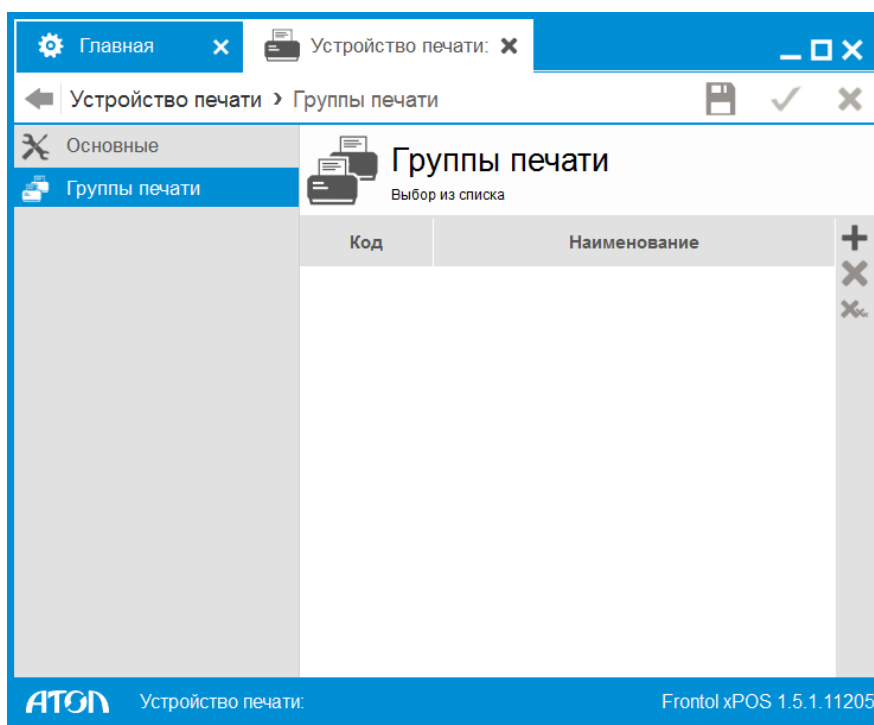 Главная
Устройство печати:
Устройство печати › Группы печати
Основные
Группы печати
Группы печати
Выбор из списка
Код Наименование
АТОЛ Устройство печати: Frontol xPOS 1.5.1.11205